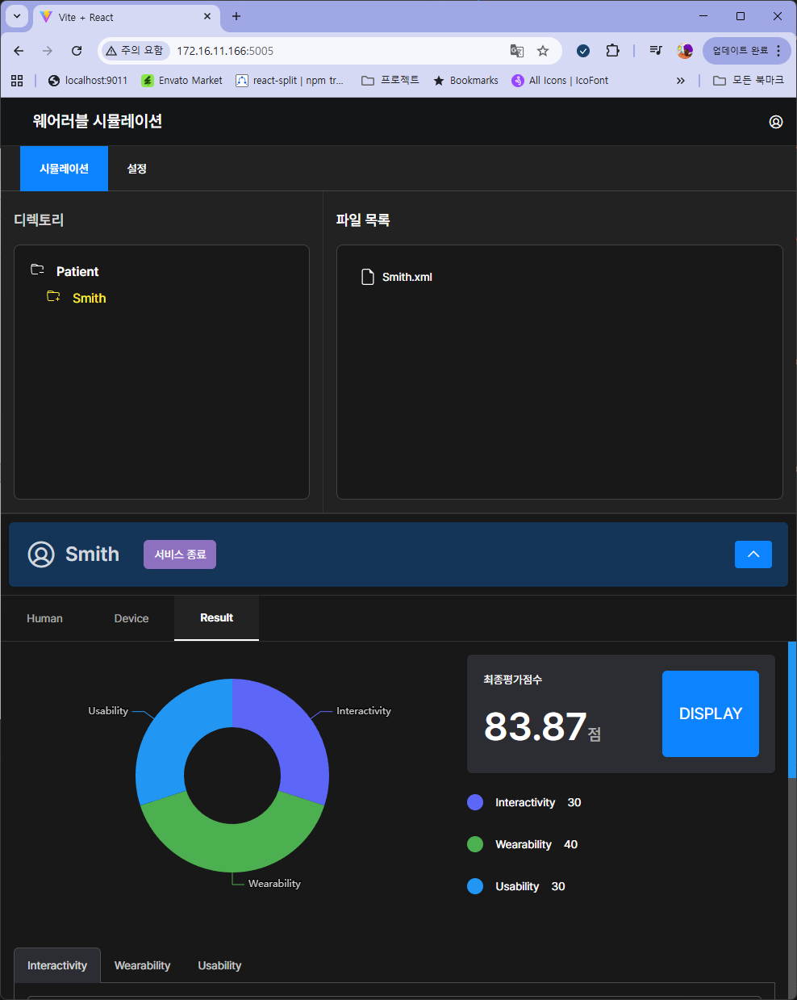 Vite + React
주의 요함
172.16.11.166:5005
업데이트 완료
localhost:9011
Envato Market
react-split | npm tr...
프로젝트
Bookmarks
All Icons | IcoFont
모든 북마크
웨어러블 시뮬레이션
시뮬레이션
설정
디렉토리
파일 목록
Patient
Smith
Smith.xml
Smith
서비스 종료
Human
Device
Result
Usability
Interactivity
Wearability
최종평가점수
83.87점
DISPLAY
Interactivity 30
Wearability 40
Usability 30
Interactivity
Wearability
Usability